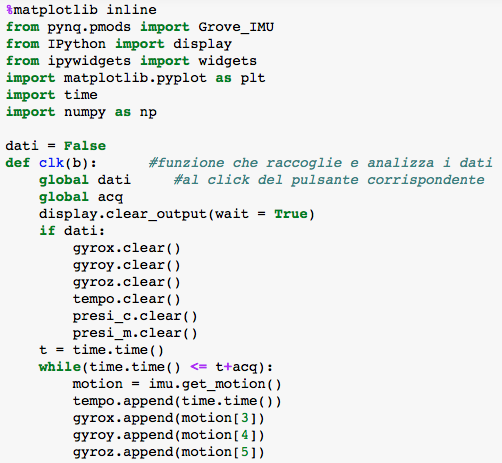 %matplotlib inline
from pynq.pmods import Grove_IMU
from IPython import display
from ipywidgets import widgets
import matplotlib.pyplot as plt
import time
import numpy as np

dati = False
def clk(b):      #funzione che raccoglie e analizza i dati
    global dati     #al click del pulsante corrispondente
    global acq
    display.clear_output(wait = True)
    if dati:
        gyrox.clear()
        gyroy.clear()
        gyroz.clear()
        tempo.clear()
        presi_c.clear()
        presi_m.clear()
    t = time.time()
    while(time.time() <= t+acq):
        motion = imu.get_motion()
        tempo.append(time.time())
        gyrox.append(motion[3])
        gyroy.append(motion[4])
        gyroz.append(motion[5])